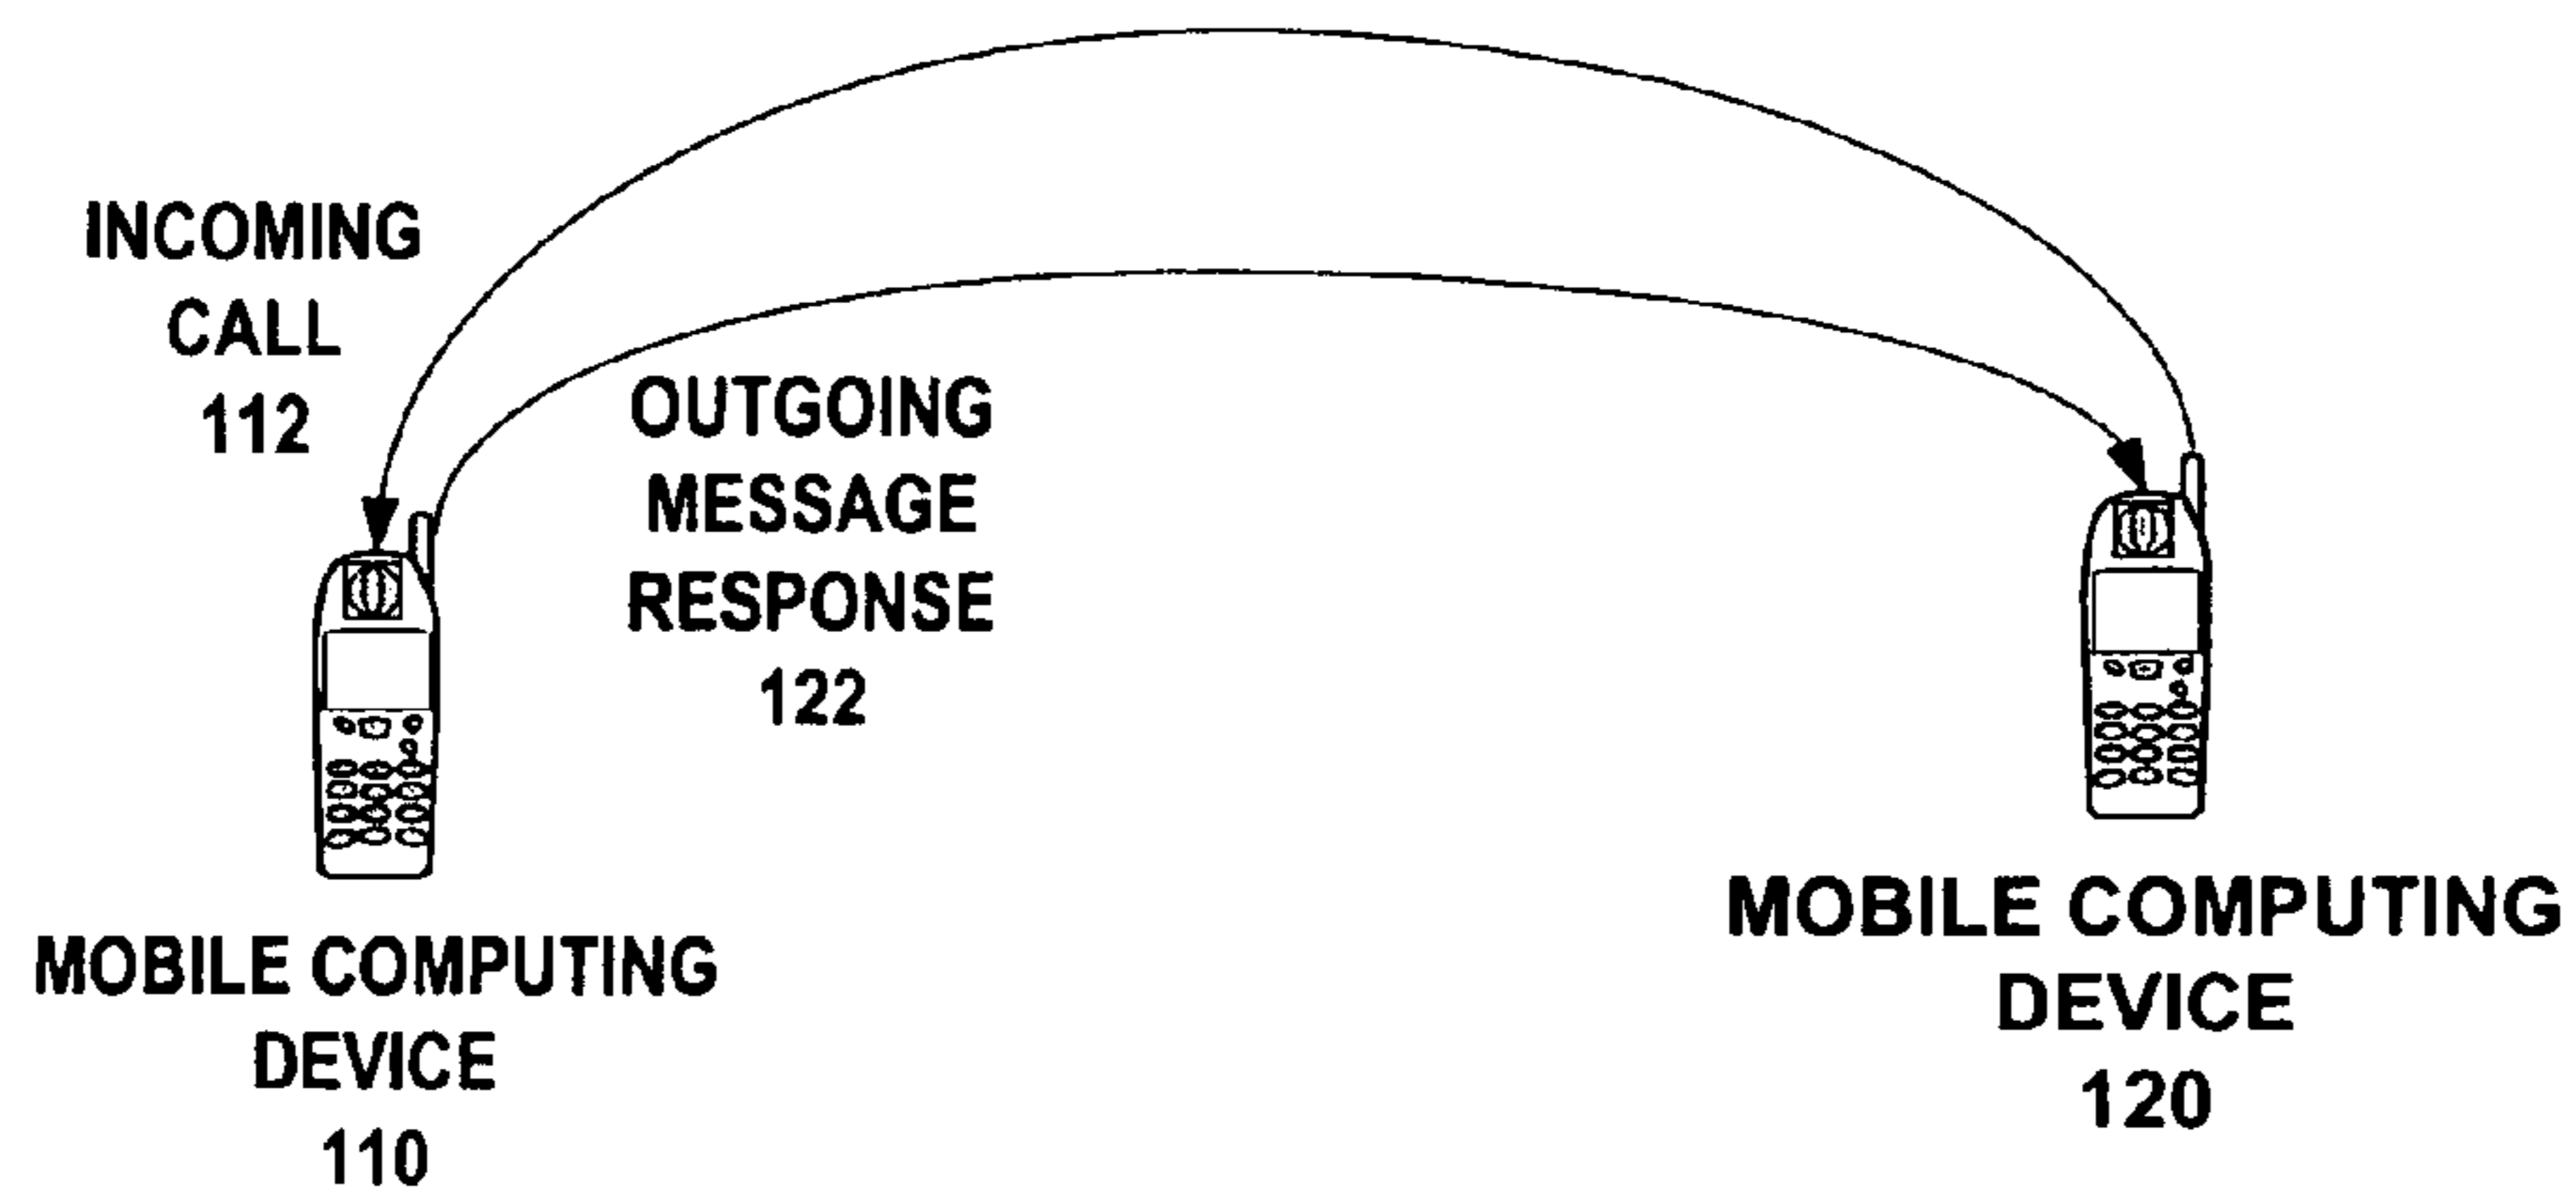 INCOMING
CALL
112
OUTGOING
MESSAGE
RESPONSE
122
MOBILE COMPUTING
DEVICE
110
MOBILE COMPUTING
DEVICE
120